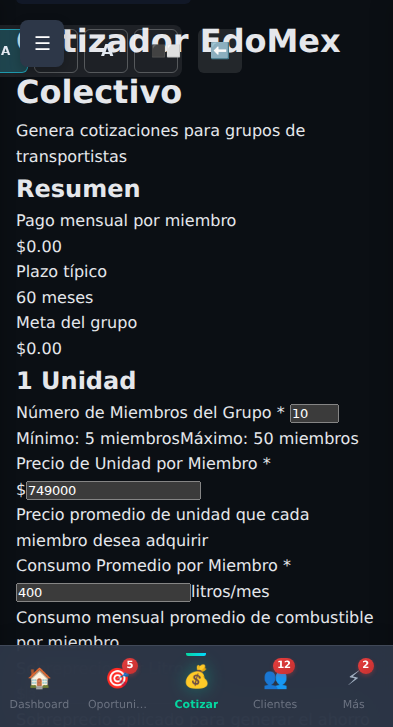 Cotizador EdoMex
A
A
Colectivo
Genera cotizaciones para grupos de
transportistas
Resumen
Pago mensual por miembro
$0.00
Plazo típico
60 meses
Meta del grupo
$0.00
1 Unidad
Número de Miembros del Grupo * 10
Mínimo: 5 miembrosMáximo: 50 miembros
Precio de Unidad por Miembro *
$749000
Precio promedio de unidad que cada
miembro desea adquirir
Consumo Promedio por Miembro *
400 litros/mes
Consumo mensual promedio de combustible
por miembro
5 12 2
Dashboard Oportuni... Cotizar Clientes Más